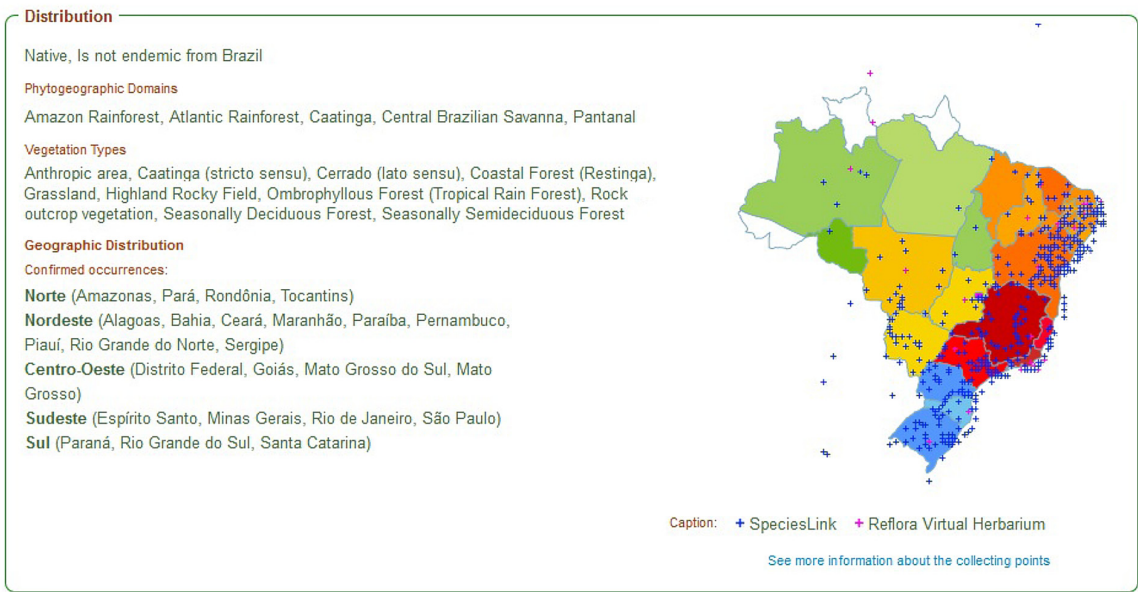 Distribution
Native, Is not endemic from Brazil
Phytogeographic Domains
Amazon Rainforest, Atlantic Rainforest, Caatinga, Central Brazilian Savanna, Pantanal
Vegetation Types
Anthropic area, Caatinga (stricto sensu), Cerrado (lato sensu), Coastal Forest (Restinga),
Grassland, Highland Rocky Field, Ombrophyllous Forest (Tropical Rain Forest), Rock
outcrop vegetation, Seasonally Deciduous Forest, Seasonally Semideciduous Forest
Geographic Distribution
Confirmed occurrences:
Norte (Amazonas, Pará, Rondônia, Tocantins)
Nordeste (Alagoas, Bahia, Ceará, Maranhão, Paraíba, Pernambuco,
Piauí, Rio Grande do Norte, Sergipe)
Centro-Oeste (Distrito Federal, Goiás, Mato Grosso do Sul, Mato
Grosso)
Sudeste (Espírito Santo, Minas Gerais, Rio de Janeiro, São Paulo)
Sul (Paraná, Rio Grande do Sul, Santa Catarina)
Caption: + SpeciesLink + Reflora Virtual Herbarium
See more information about the collecting points